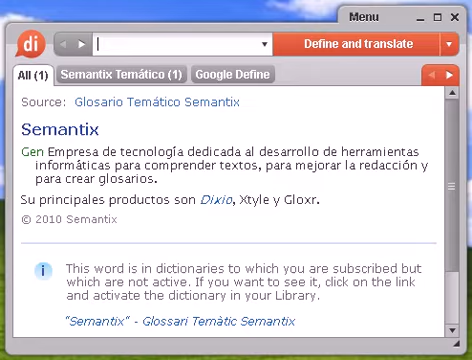 Menu
di
Define and translate
All (1)
Semantix Temático (1)
Google Define
Source: Glosario Temático Semantix
Semantix
Gen Empresa de tecnología dedicada al desarrollo de herramientas
informáticas para comprender textos, para mejorar la redacción y
para crear glosarios.
Su principales productos son Dixio, Xtyle y Gloxr.
© 2010 Semantix
i
This word is in dictionaries to which you are subscribed but
which are not active. If you want to see it, click on the link
and activate the dictionary in your Library.
"Semantix" - Glossari Temàtic Semantix